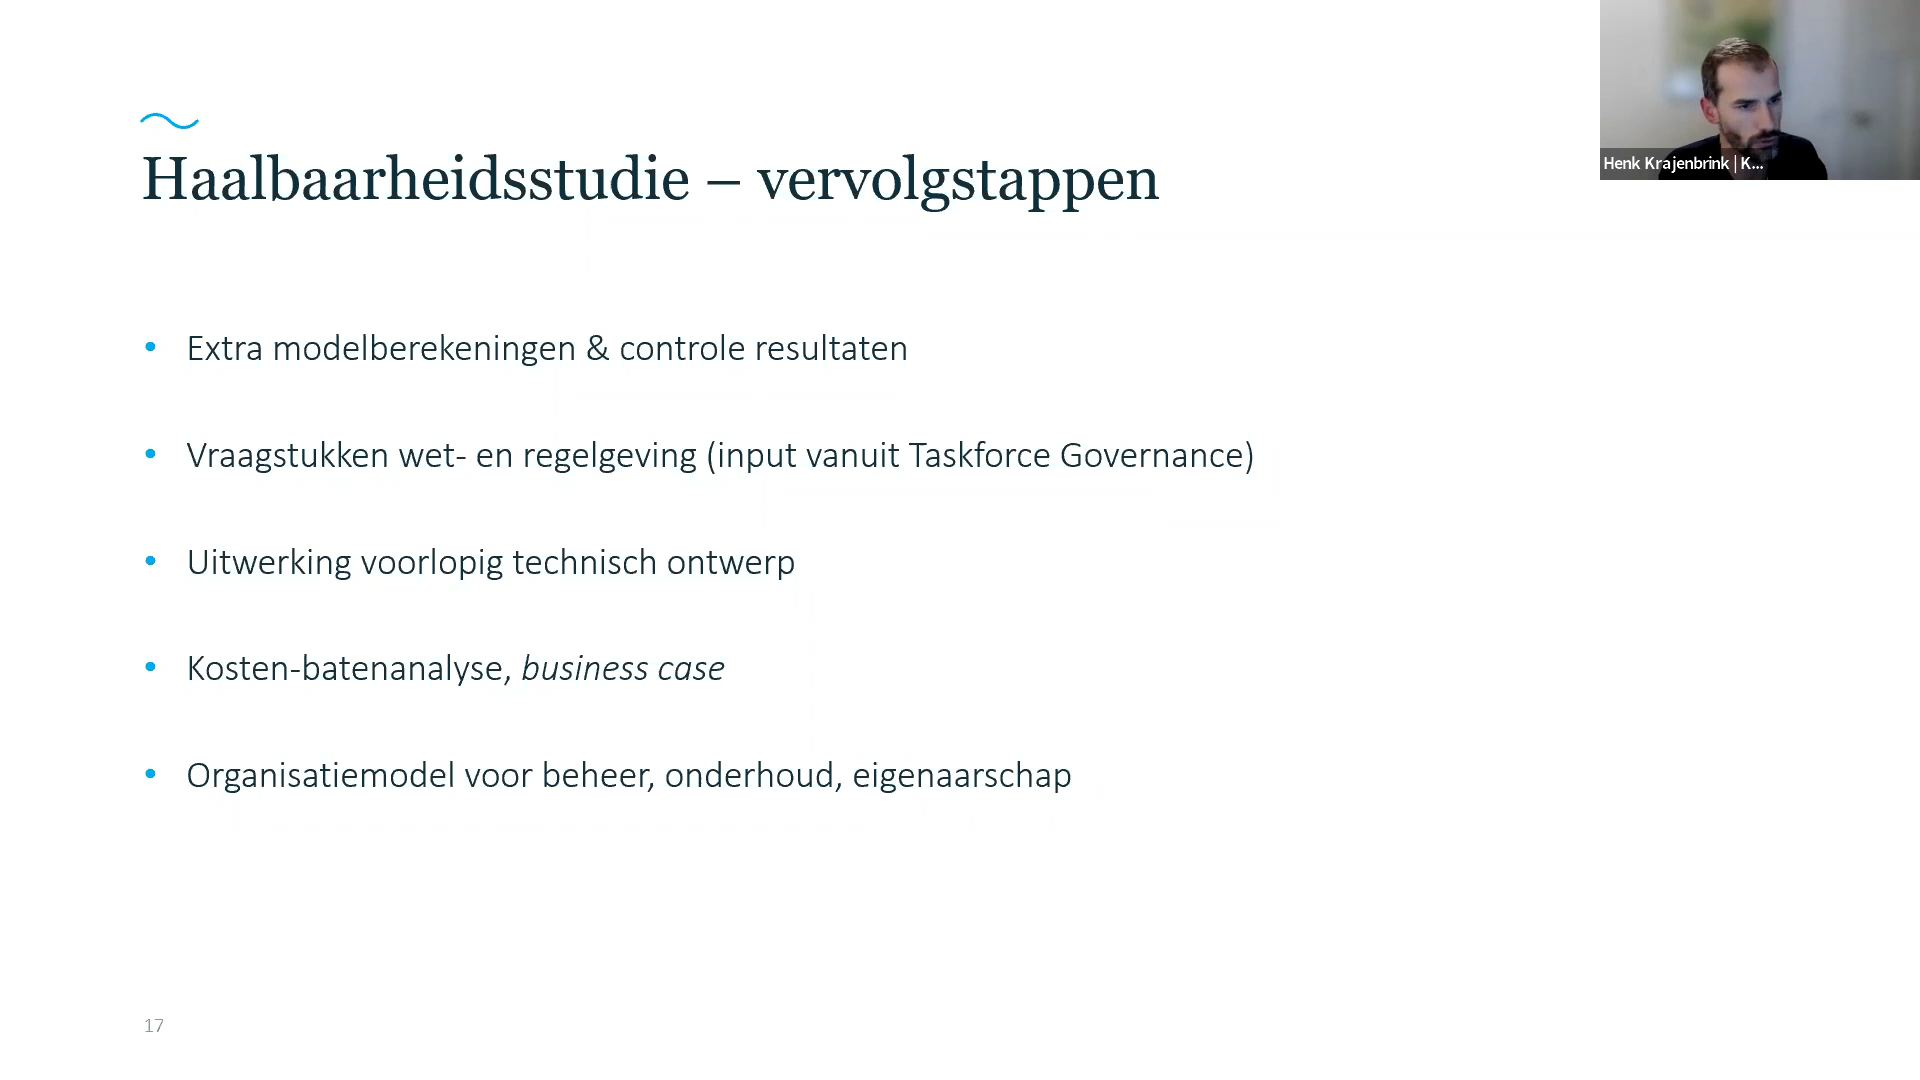 Haalbaarheidsstudie – vervolgstappen
Henk Krajenbrink | K...
• Extra modelberekeningen & controle resultaten
• Vraagstukken wet- en regelgeving (input vanuit Taskforce Governance)
• Uitwerking voorlopig technisch ontwerp
• Kosten-batenanalyse, business case
• Organisatiemodel voor beheer, onderhoud, eigenaarschap
17